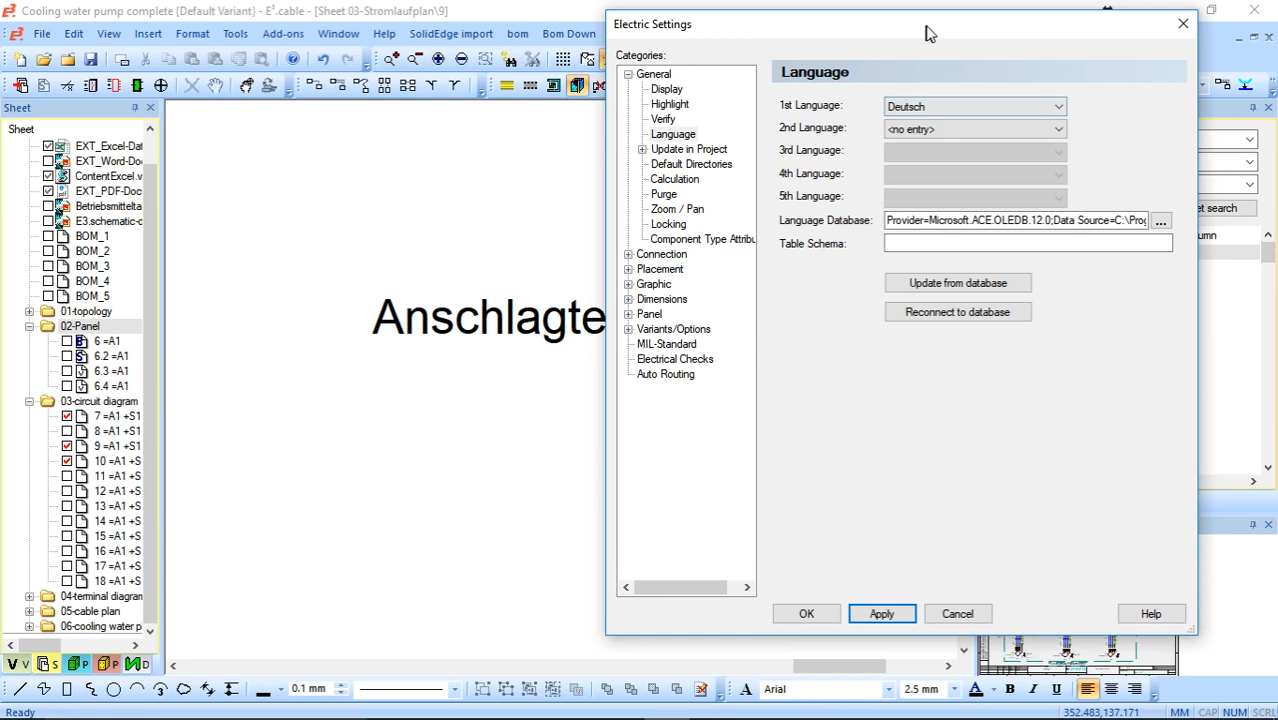 Cooling water pump complete {Default Variant} - E³.cable - [Sheet 03-Stromlaufplan\9]
File Edit View Insert Format Tools Add-ons Window Help SolidEdge import bom Bom Down
Sheet
Sheet
EXT_Excel-Dat
EXT_Word-Do
ContentExcel.v
EXT_PDF-Doc
Betriebsmittelta
E3.schematic-c
BOM_1
BOM_2
BOM_3
BOM_4
BOM_5
01-topology
02-Panel
6 =A1
6.2 =A1
6.3 =A1
6.4 =A1
03-circuit diagram
7 =A1 +S1
8 =A1 +S1
9 =A1 +S1
10 =A1 +S
11 =A1 +S
12 =A1 +S
13 =A1 +S
14 =A1 +S
15 =A1 +S
16 =A1 +S
17 =A1 +S
18 =A1 +S
04-terminal diagram
05-cable plan
06-cooling water p
V S P P D
Anschlagte
Electric Settings
Categories:
General
Display
Highlight
Verify
Language
Update in Project
Default Directories
Calculation
Purge
Zoom / Pan
Locking
Component Type Attribu
Connection
Placement
Graphic
Dimensions
Panel
Variants/Options
MIL-Standard
Electrical Checks
Auto Routing
Language
1st Language: Deutsch
2nd Language: <no entry>
3rd Language:
4th Language:
5th Language:
Language Database: Provider=Microsoft.ACE.OLEDB.12.0;Data Source=C:\Prog ...
Table Schema:
Update from database
Reconnect to database
OK Apply Cancel Help
et search
umn
0.1 mm Arial 2.5 mm A B I U
Ready 352.483,137.171 MM CAP NUM SCRL